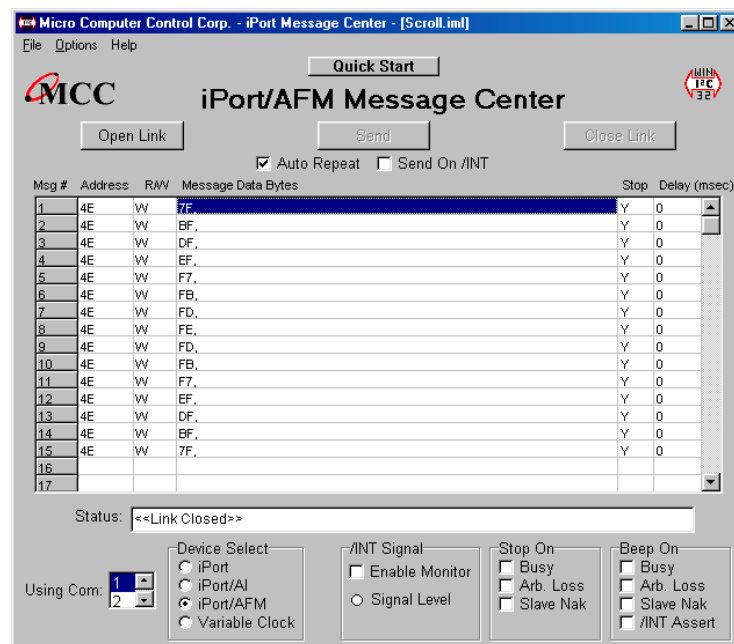 Micro Computer Control Corp. - iPort Message Center - [Scroll.iml]
File Options Help
Quick Start
MCC
iPort/AFM Message Center
WIN
I²C
32
Open Link Send Close Link
Auto Repeat Send On /INT
Msg # Address R/W Message Data Bytes Stop Delay (msec)
1 4E W 7F, Y 0
2 4E W BF, Y 0
3 4E W DF, Y 0
4 4E W EF, Y 0
5 4E W F7, Y 0
6 4E W FB, Y 0
7 4E W FD, Y 0
8 4E W FE, Y 0
9 4E W FD, Y 0
10 4E W FB, Y 0
11 4E W F7, Y 0
12 4E W EF, Y 0
13 4E W DF, Y 0
14 4E W BF, Y 0
15 4E W 7F, Y 0
16
17
Status: <<Link Closed>>
Using Com: 1
2
Device Select
iPort
iPort/AI
iPort/AFM
Variable Clock
/INT Signal
Enable Monitor
Signal Level
Stop On
Busy
Arb. Loss
Slave Nak
Beep On
Busy
Arb. Loss
Slave Nak
/INT Assert